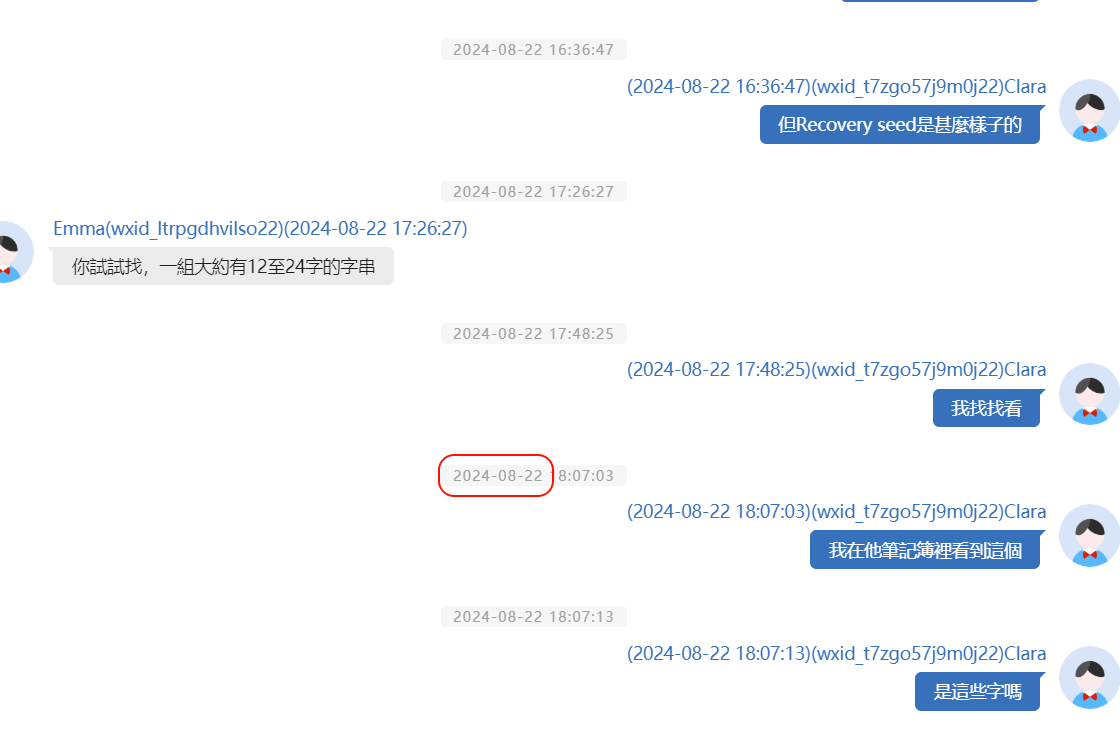 2024-08-22 16:36:47
(2024-08-22 16:36:47)(wxid_t7zgo57j9m0j22)Clara
但Recovery seed是甚麼樣子的
2024-08-22 17:26:27
Emma(wxid_ltrpgdhvilso22)(2024-08-22 17:26:27)
你試試找，一組大約有12至24字的字串
2024-08-22 17:48:25
(2024-08-22 17:48:25)(wxid_t7zgo57j9m0j22)Clara
我找找看
2024-08-22 18:07:03
(2024-08-22 18:07:03)(wxid_t7zgo57j9m0j22)Clara
我在他筆記簿裡看到這個
2024-08-22 18:07:13
(2024-08-22 18:07:13)(wxid_t7zgo57j9m0j22)Clara
是這些字嗎